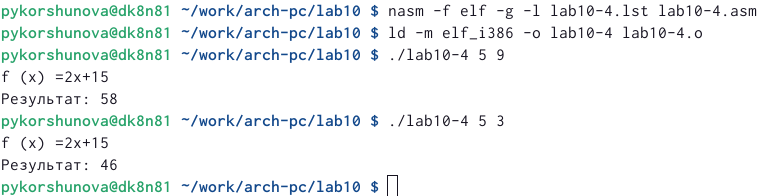 pykorshunova@dk8n81 ~/work/arch-pc/lab10 $ nasm -f elf -g -l lab10-4.lst lab10-4.asm
pykorshunova@dk8n81 ~/work/arch-pc/lab10 $ ld -m elf_i386 -o lab10-4 lab10-4.o
pykorshunova@dk8n81 ~/work/arch-pc/lab10 $ ./lab10-4 5 9
f (x) =2x+15
Результат: 58
pykorshunova@dk8n81 ~/work/arch-pc/lab10 $ ./lab10-4 5 3
f (x) =2x+15
Результат: 46
pykorshunova@dk8n81 ~/work/arch-pc/lab10 $